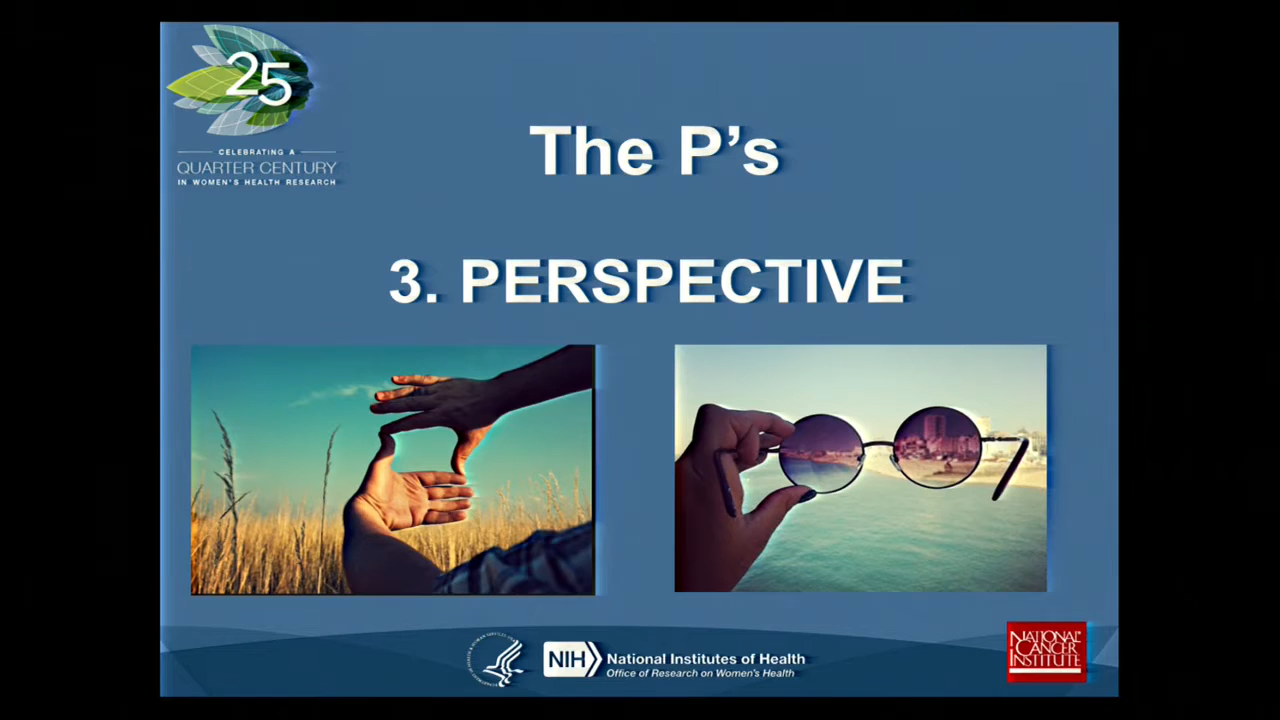 25
CELEBRATING A
QUARTER CENTURY
IN WOMEN'S HEALTH RESEARCH
The P's
3. PERSPECTIVE
NIH
National Institutes of Health
Office of Research on Women's Health
NATIONAL
CANCER
INSTITUTE